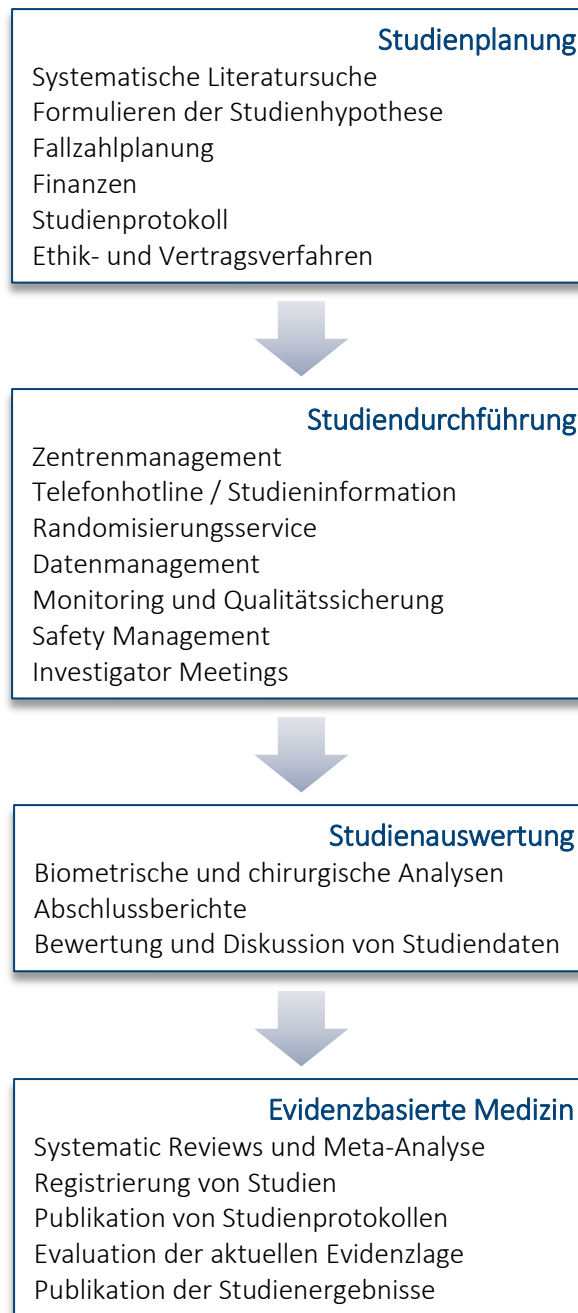 Studienplanung
Systematische Literatursuche
Formulieren der Studienhypothese
Fallzahlplanung
Finanzen
Studienprotokoll
Ethik- und Vertragsverfahren
Studiendurchführung
Zentrenmanagement
Telefonhotline / Studieninformation
Randomisierungsservice
Datenmanagement
Monitoring und Qualitätssicherung
Safety Management
Investigator Meetings
Studienauswertung
Biometrische und chirurgische Analysen
Abschlussberichte
Bewertung und Diskussion von Studiendaten
Evidenzbasierte Medizin
Systematic Reviews und Meta-Analyse
Registrierung von Studien
Publikation von Studienprotokollen
Evaluation der aktuellen Evidenzlage
Publikation der Studienergebnisse